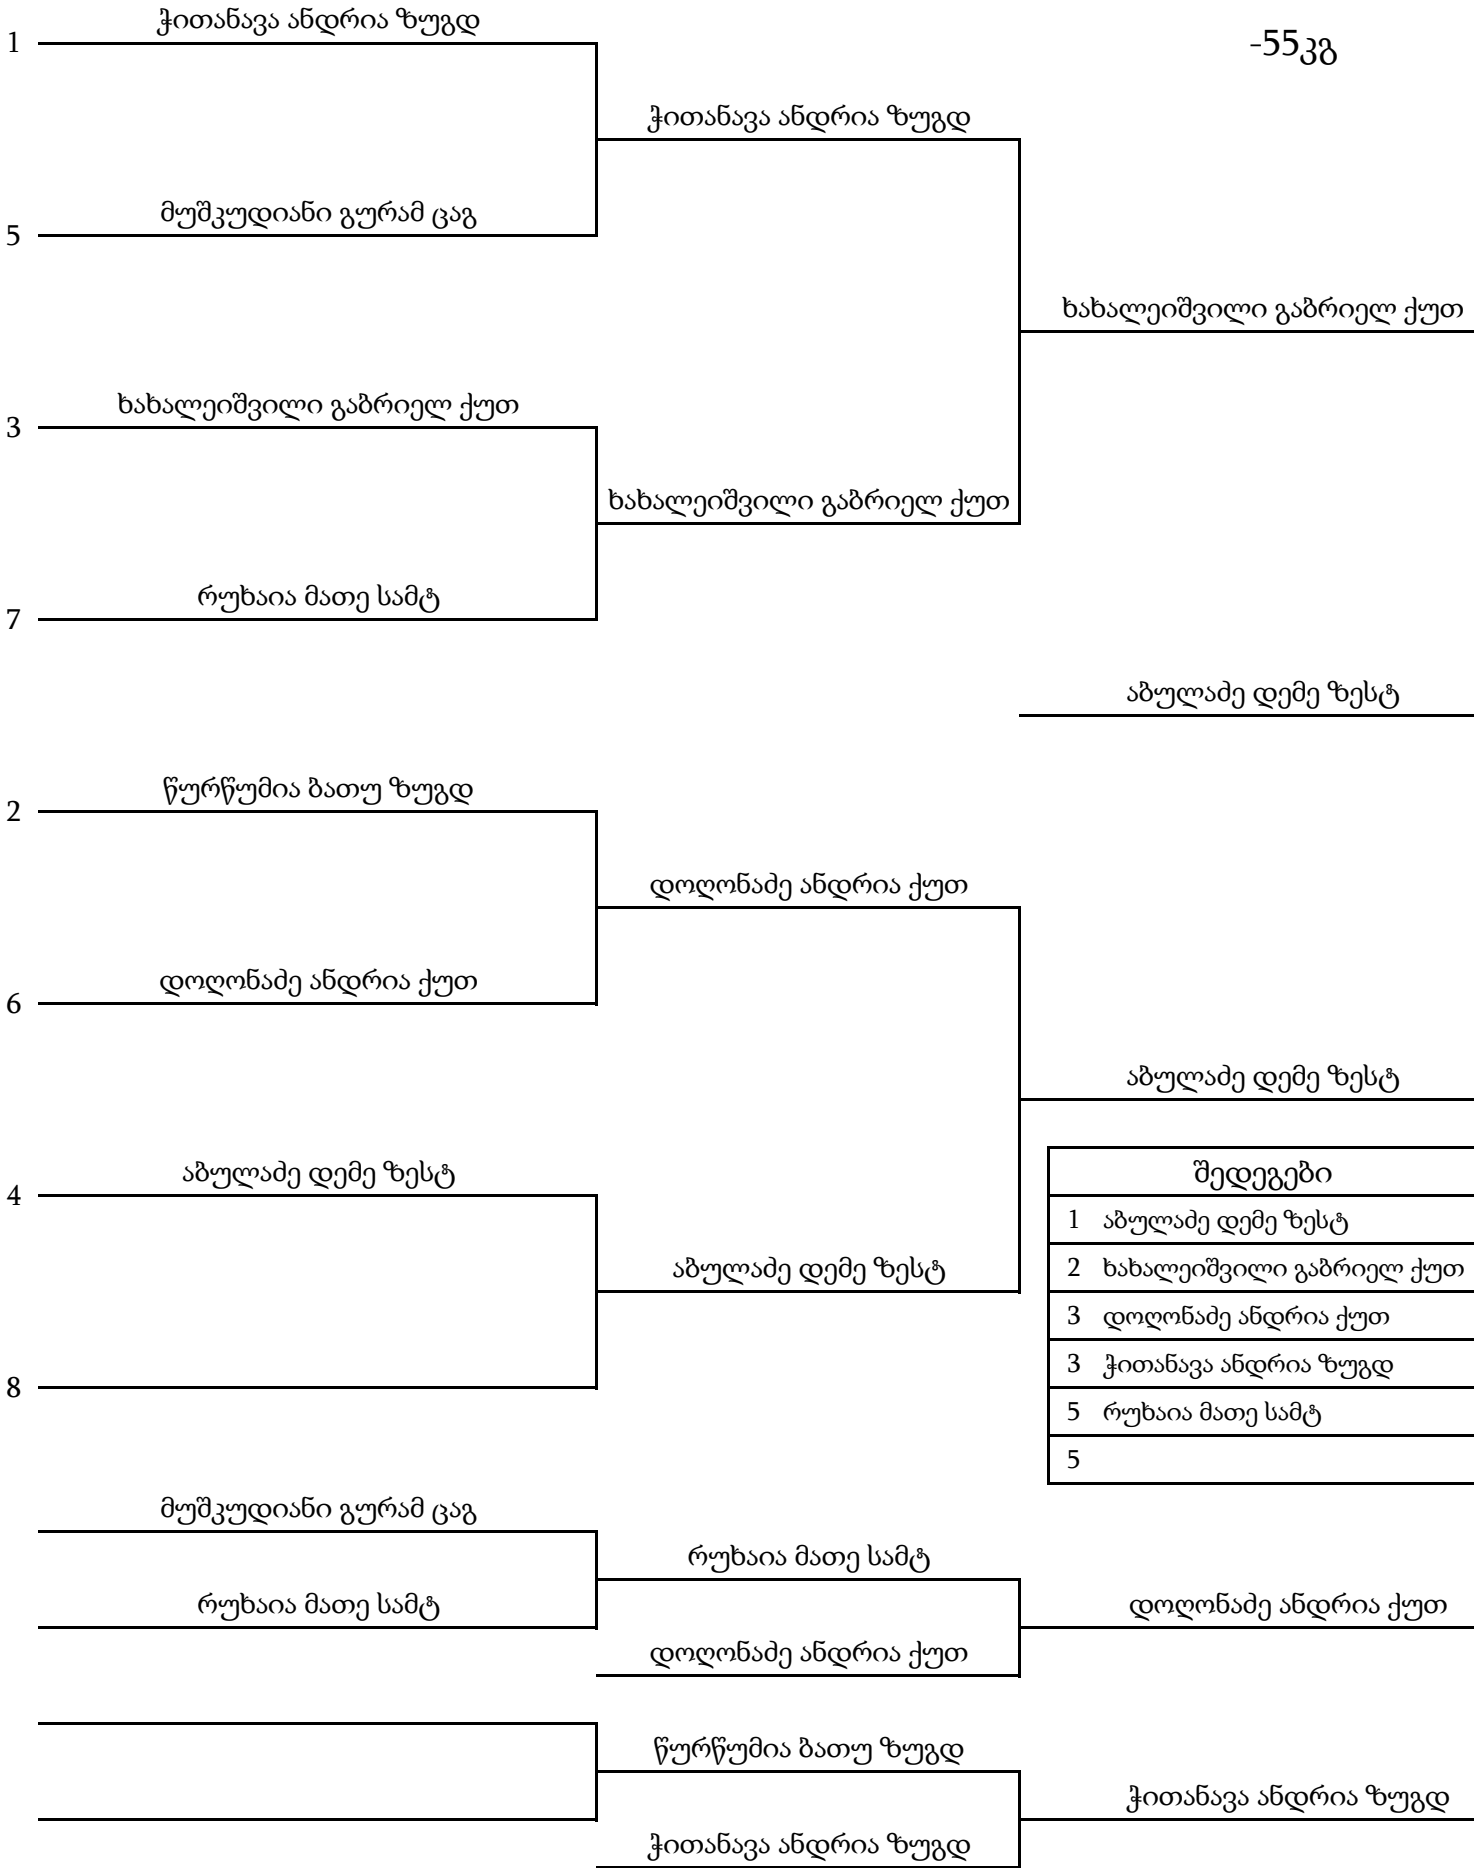 ჭითანავა ანდრია ზუგდ
1
-55კგ
ჭითანავა ანდრია ზუგდ
მუშკუდიანი გურამ ცაგ
5
ხახალეიშვილი გაბრიელ ქუთ
ხახალეიშვილი გაბრიელ ქუთ
3
ხახალეიშვილი გაბრიელ ქუთ
რუხაია მათე სამტ
7
აბულაძე დემე ზესტ
წურწუმია ბათუ ზუგდ
2
დოღონაძე ანდრია ქუთ
დოღონაძე ანდრია ქუთ
6
აბულაძე დემე ზესტ
აბულაძე დემე ზესტ
4
აბულაძე დემე ზესტ
8
შედეგები
1 აბულაძე დემე ზესტ
2 ხახალეიშვილი გაბრიელ ქუთ
3 დოღონაძე ანდრია ქუთ
3 ჭითანავა ანდრია ზუგდ
5 რუხაია მათე სამტ
5
მუშკუდიანი გურამ ცაგ
რუხაია მათე სამტ
რუხაია მათე სამტ
დოღონაძე ანდრია ქუთ
დოღონაძე ანდრია ქუთ
წურწუმია ბათუ ზუგდ
ჭითანავა ანდრია ზუგდ
ჭითანავა ანდრია ზუგდ